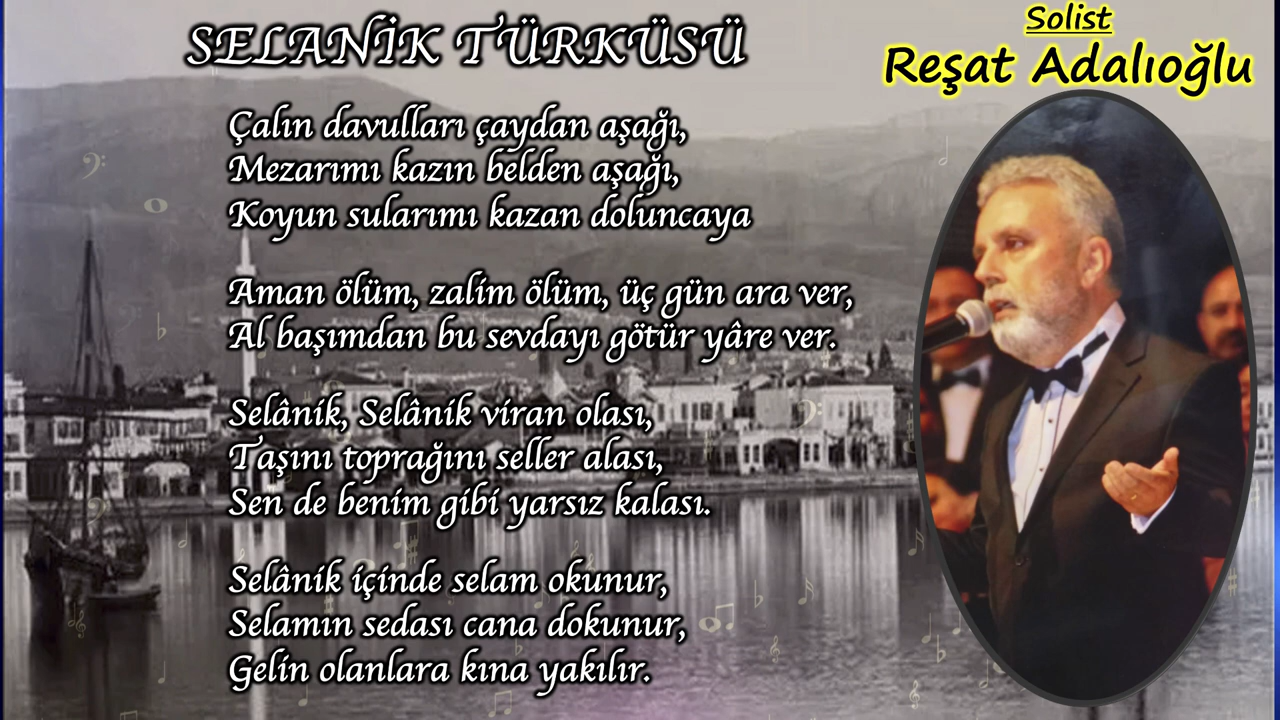 SELANİK TÜRKÜSÜ
Solist
Reşat Adalıoğlu
Çalın davulları çaydan aşağı,
Mezarımı kazın belden aşağı,
Koyun sularımı kazan doluncaya
Aman ölüm, zalim ölüm, üç gün ara ver,
Al başımdan bu sevdayı götür yâre ver.
Selânik, Selânik viran olası,
Taşını toprağını seller alası,
Sen de benim gibi yarsız kalası.
Selânik içinde selam okunur,
Selamın sedası cana dokunur,
Gelin olanlara kına yakılır.